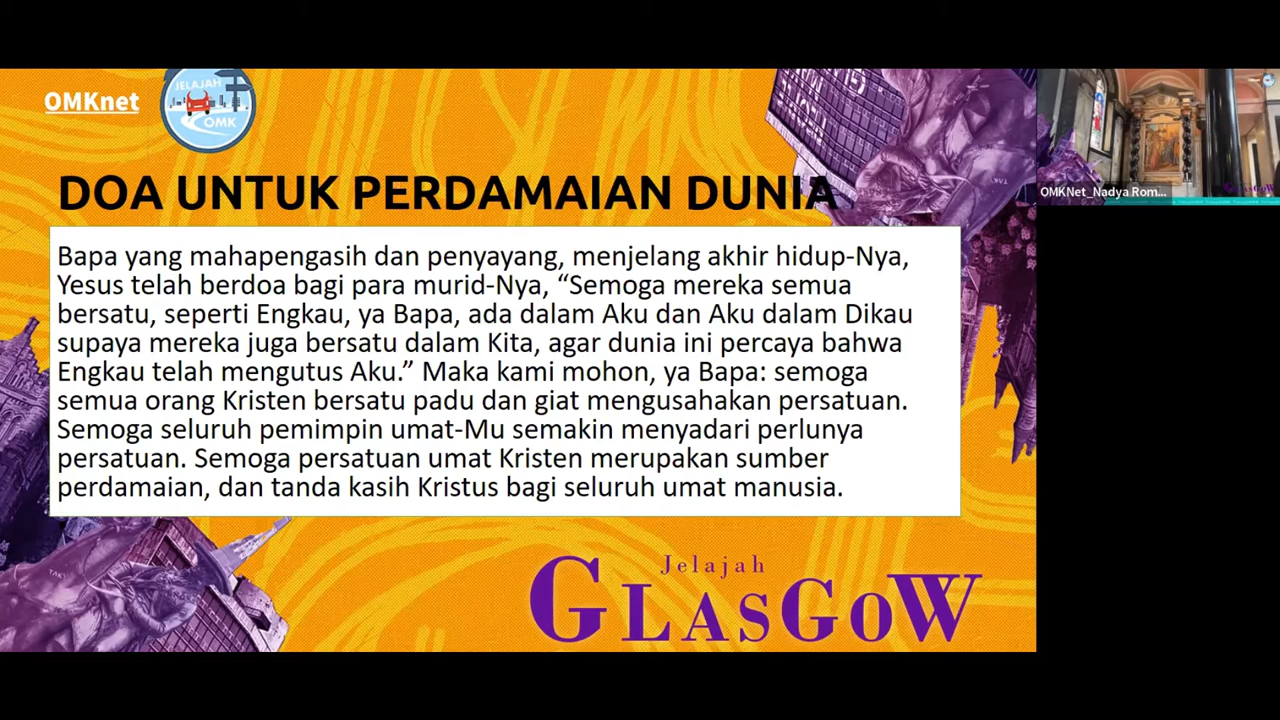 OMKnet
JELAJAH
OMK
DOA UNTUK PERDAMAIAN DUNIA
Bapa yang mahapengasih dan penyayang, menjelang akhir hidup-Nya,
Yesus telah berdoa bagi para murid-Nya, “Semoga mereka semua
bersatu, seperti Engkau, ya Bapa, ada dalam Aku dan Aku dalam Dikau
supaya mereka juga bersatu dalam Kita, agar dunia ini percaya bahwa
Engkau telah mengutus Aku.” Maka kami mohon, ya Bapa: semoga
semua orang Kristen bersatu padu dan giat mengusahakan persatuan.
Semoga seluruh pemimpin umat-Mu semakin menyadari perlunya
persatuan. Semoga persatuan umat Kristen merupakan sumber
perdamaian, dan tanda kasih Kristus bagi seluruh umat manusia.
Jelajah
GLASGOW
OMKNet_Nadya Rom...
GLASGOW